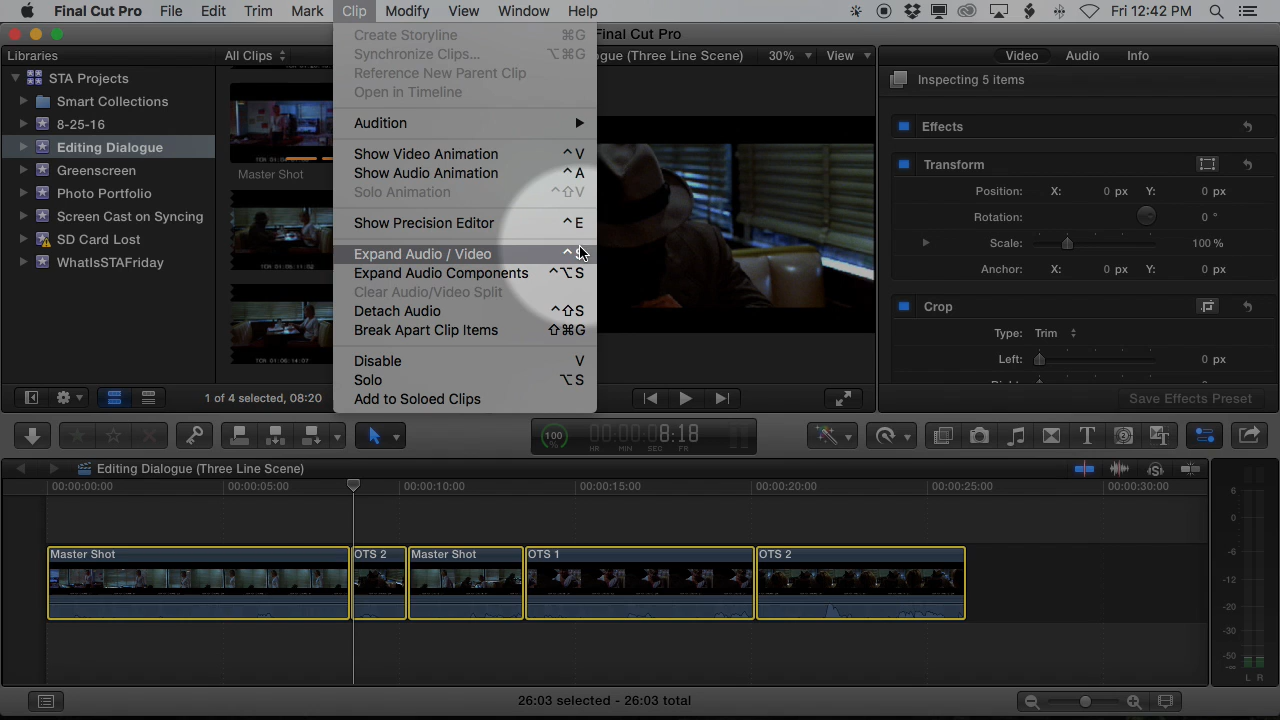 Final Cut Pro File Edit Trim Mark Clip Modify View Window Help Fri 12:42 PM
Final Cut Pro
Libraries All Clips gue (Three Line Scene) 30% View Video Audio Info
Create Storyline ⌘G
Synchronize Clips... ⌥⌘G
Reference New Parent Clip
Open in Timeline
Audition
Show Video Animation ^V
Show Audio Animation ^A
Solo Animation ^⇧V
Show Precision Editor ^E
Expand Audio / Video ^S
Expand Audio Components ^⌥S
Clear Audio/Video Split
Detach Audio ^⇧S
Break Apart Clip Items ⇧⌘G
Disable V
Solo ⌥S
Add to Soloed Clips
STA Projects
Smart Collections
8-25-16
Editing Dialogue
Greenscreen
Photo Portfolio
Screen Cast on Syncing
SD Card Lost
WhatIsSTAFriday
Master Shot
Inspecting 5 items
Effects
Transform
Position: X: 0 px Y: 0 px
Rotation: 0 °
Scale: 100 %
Anchor: X: 0 px Y: 0 px
Crop
Type: Trim
Left: 0 px
1 of 4 selected, 08:20
Save Effects Preset
100 00:00:08:18
HR MIN SEC FR
Editing Dialogue (Three Line Scene)
00:00:00:00 00:00:05:00 00:00:10:00 00:00:15:00 00:00:20:00 00:00:25:00 00:00:30:00
Master Shot OTS 2 Master Shot OTS 1 OTS 2
6
0
-6
-12
-20
-30
-50
-∞
L R
26:03 selected - 26:03 total